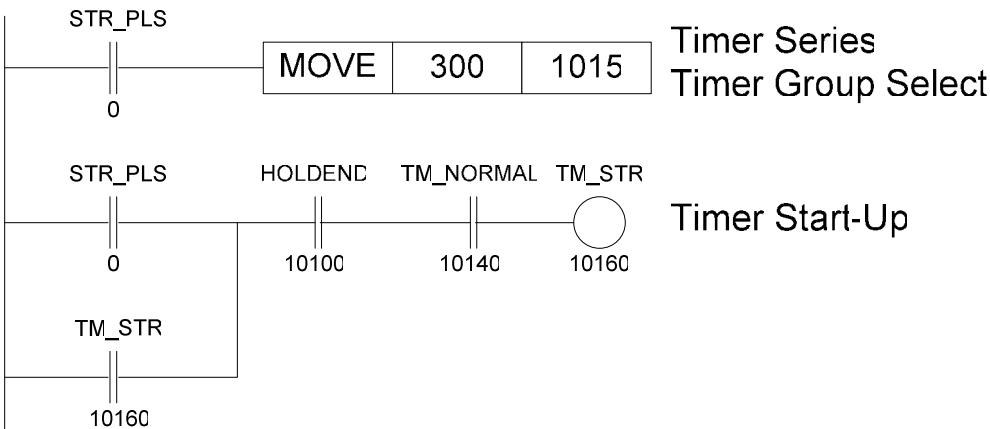 STR_PLS
MOVE 300 1015
Timer Series
Timer Group Select
0
STR_PLS HOLDEND TM_NORMAL TM_STR
Timer Start-Up
0 10100 10140 10160
TM_STR
10160